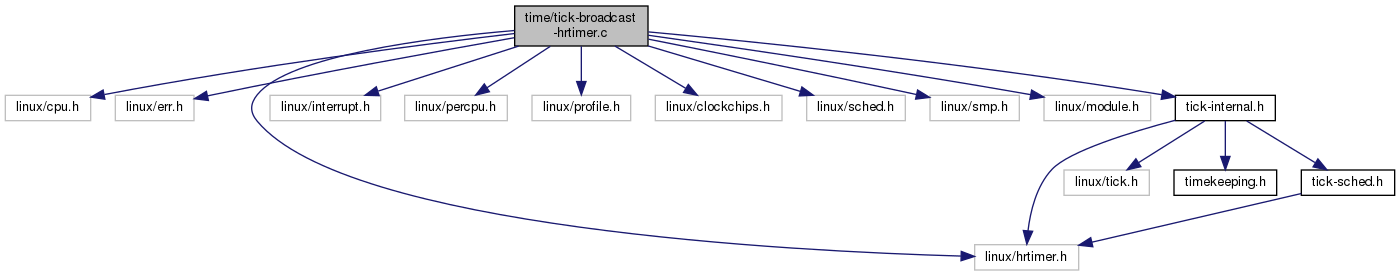 time/tick-broadcast
-hrtimer.c
linux/cpu.h
linux/err.h
linux/interrupt.h
linux/percpu.h
linux/profile.h
linux/clockchips.h
linux/sched.h
linux/smp.h
linux/module.h
tick-internal.h
linux/tick.h
timekeeping.h
tick-sched.h
linux/hrtimer.h